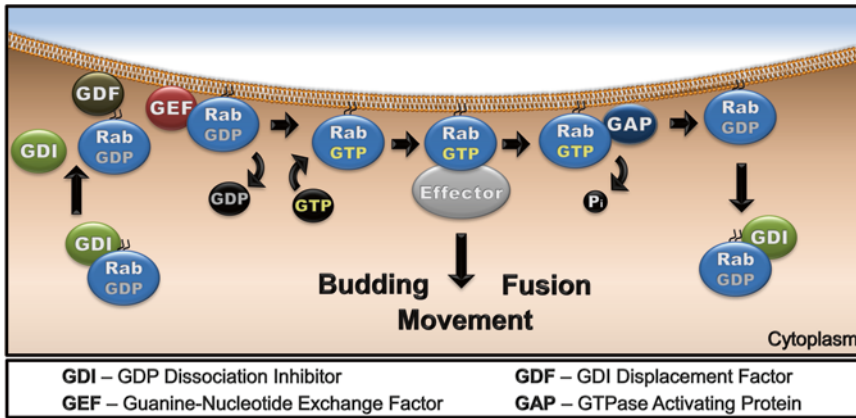 GDF
GEF
Rab
GDP
GDI
Rab
GDP
GDP
GTP
Rab
GTP
Rab
GTP
Effector
Rab
GTP
GAP
Pi
Rab
GDP
GDI
Rab
GDP
GDI
Rab
GDP
Budding Fusion
Movement
Cytoplasm
GDI – GDP Dissociation Inhibitor
GDF – GDI Displacement Factor
GEF – Guanine-Nucleotide Exchange Factor
GAP – GTPase Activating Protein